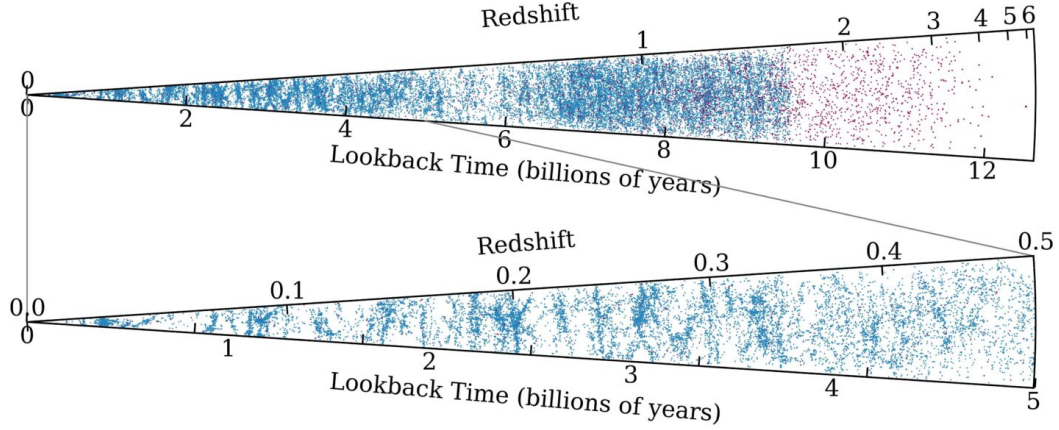 Redshift
0 1 2 3 4 5 6
0 2 4 6 8 10 12
Lookback Time (billions of years)
Redshift
0.0 0.1 0.2 0.3 0.4 0.5
0 1 2 3 4 5
Lookback Time (billions of years)